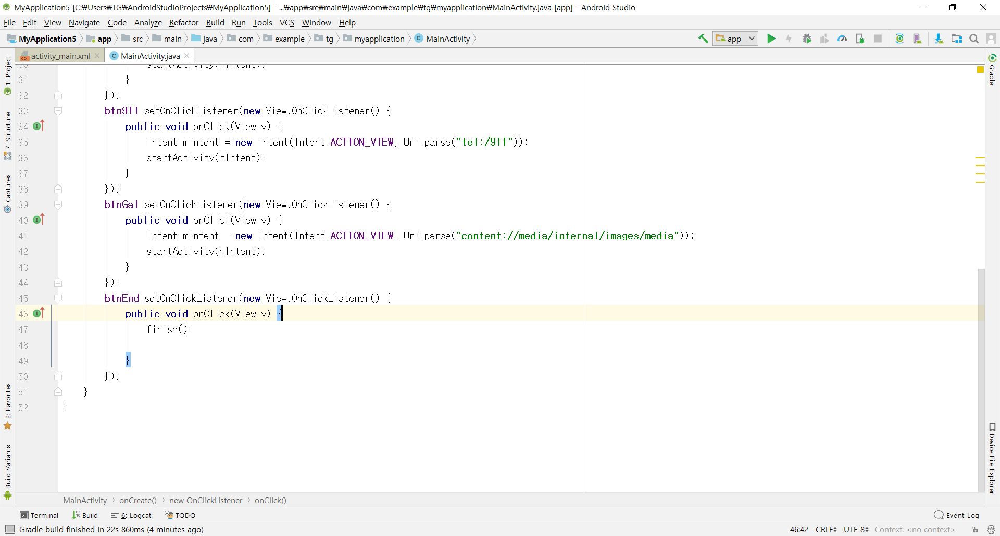 MyApplication5 [C:₩Users₩TG₩AndroidStudioProjects₩MyApplication5] - ...₩app₩src₩main₩java₩com₩example₩tg₩myapplication₩MainActivity.java [app] - Android Studio
File Edit View Navigate Code Analyze Refactor Build Run Tools VCS Window Help
MyApplication5 app src main java com example tg myapplication MainActivity app
activity_main.xml MainActivity.java
30 startActivity(mIntent);
31 }
32 });
33 btn911.setOnClickListener(new View.OnClickListener() {
34 public void onClick(View v) {
35 Intent mIntent = new Intent(Intent.ACTION_VIEW, Uri.parse("tel:/911"));
36 startActivity(mIntent);
37 }
38 });
39 btnGal.setOnClickListener(new View.OnClickListener() {
40 public void onClick(View v) {
41 Intent mIntent = new Intent(Intent.ACTION_VIEW, Uri.parse("content://media/internal/images/media"));
42 startActivity(mIntent);
43 }
44 });
45 btnEnd.setOnClickListener(new View.OnClickListener() {
46 public void onClick(View v) {
47 finish();
48
49 }
50 });
51 }
52 }
1: Project
7: Structure
Captures
2: Favorites
Build Variants
Gradle
Device File Explorer
MainActivity › onCreate() › new OnClickListener › onClick()
Terminal Build 6: Logcat TODO Event Log
Gradle build finished in 22s 860ms (4 minutes ago) 46:42 CRLF UTF-8 Context: <no context>